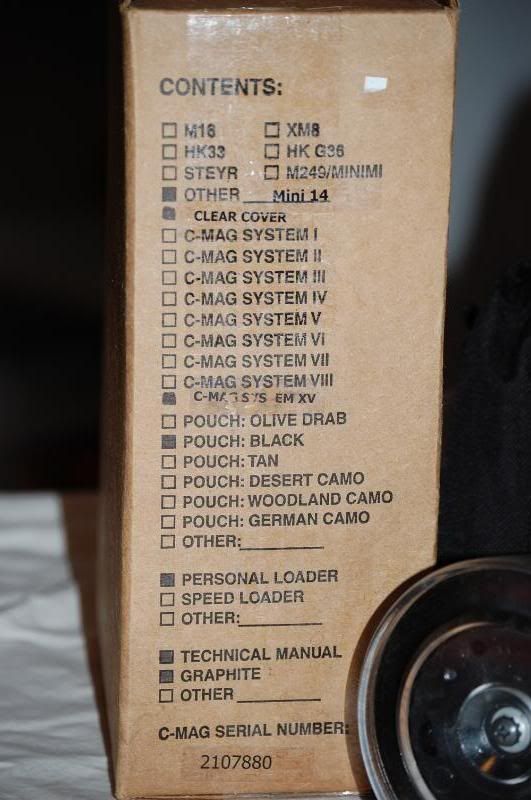 CONTENTS:
☐ M16 ☐ XM8
☐ HK33 ☐ HK G36
☐ STEYR ☐ M249/MINIMI
■ OTHER Mini 14
■ CLEAR COVER
☐ C-MAG SYSTEM I
☐ C-MAG SYSTEM II
☐ C-MAG SYSTEM III
☐ C-MAG SYSTEM IV
☐ C-MAG SYSTEM V
☐ C-MAG SYSTEM VI
☐ C-MAG SYSTEM VII
☐ C-MAG SYSTEM VIII
■ C-MAG SYSTEM XV
☐ POUCH: OLIVE DRAB
■ POUCH: BLACK
☐ POUCH: TAN
☐ POUCH: DESERT CAMO
☐ POUCH: WOODLAND CAMO
☐ POUCH: GERMAN CAMO
☐ OTHER:
■ PERSONAL LOADER
☐ SPEED LOADER
☐ OTHER:
■ TECHNICAL MANUAL
■ GRAPHITE
☐ OTHER
C-MAG SERIAL NUMBER:
2107880